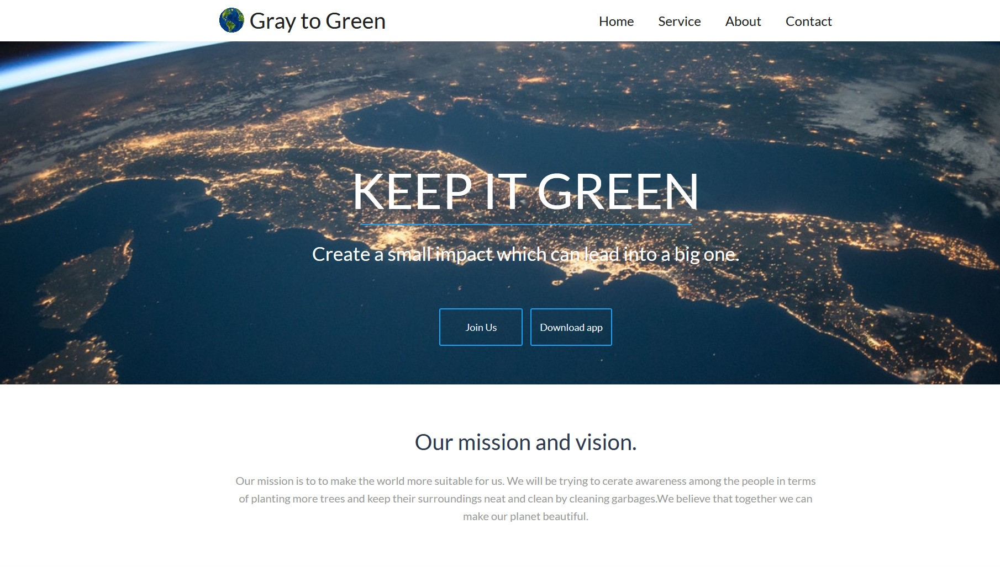 Gray to Green
Home Service About Contact
KEEP IT GREEN
Create a small impact which can lead into a big one.
Join Us Download app
Our mission and vision.
Our mission is to to make the world more suitable for us. We will be trying to cerate awareness among the people in terms
of planting more trees and keep their surroundings neat and clean by cleaning garbages.We believe that together we can
make our planet beautiful.